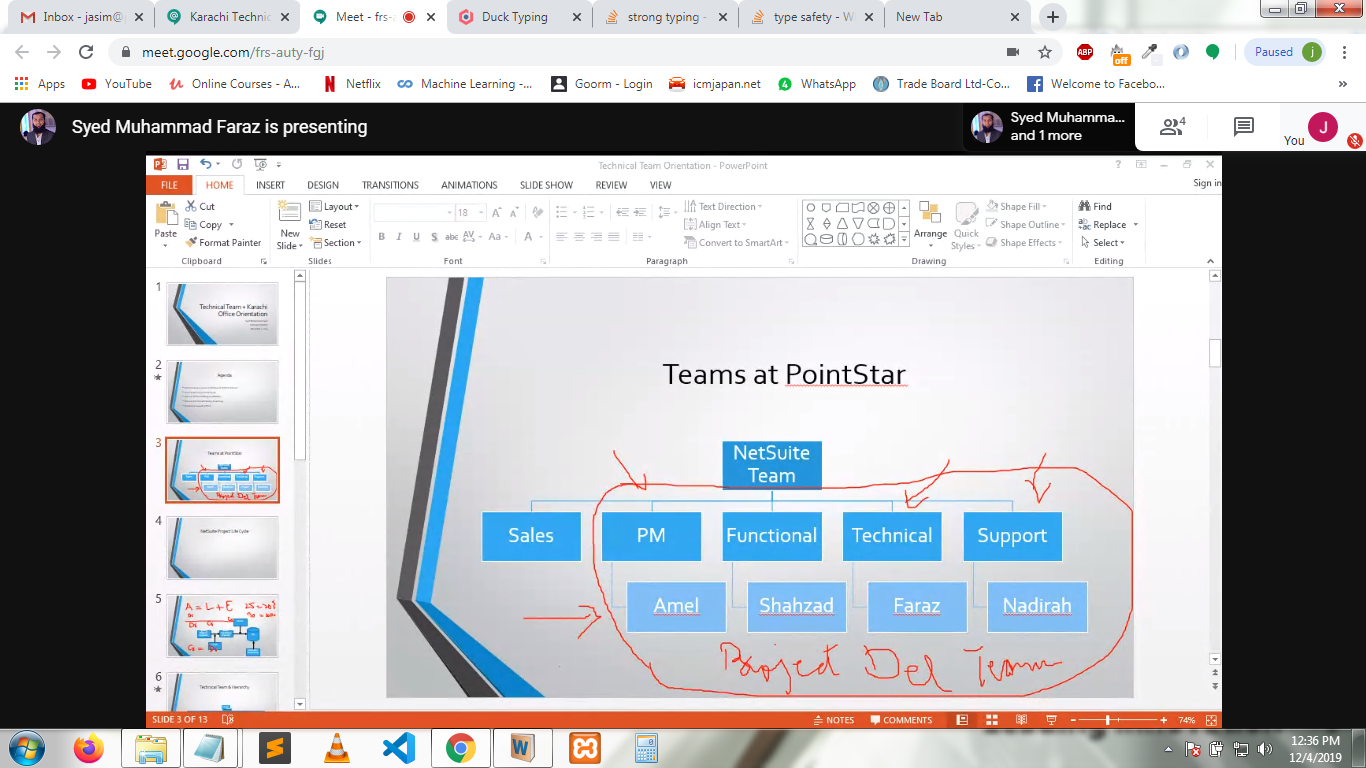 Inbox - jasim@
Karachi Technic
Meet - frs-a
Duck Typing
strong typing -
type safety - W
New Tab
meet.google.com/frs-auty-fgj
ABP
off
Paused
j
Apps
YouTube
Online Courses - A...
Netflix
Machine Learning -...
Goorm - Login
icmjapan.net
WhatsApp
Trade Board Ltd-Co...
Welcome to Facebo...
»
Syed Muhammad Faraz is presenting
Syed Muhamma...
and 1 more
4
You
J
Technical Team Orientation - PowerPoint
FILE
HOME
INSERT
DESIGN
TRANSITIONS
ANIMATIONS
SLIDE SHOW
REVIEW
VIEW
Sign in
Paste
Cut
Copy
Format Painter
Clipboard
New
Slide
Layout
Reset
Section
Slides
18
B I U S abc AV Aa A
Font
Text Direction
Align Text
Convert to SmartArt
Paragraph
Arrange
Quick
Styles
Shape Fill
Shape Outline
Shape Effects
Drawing
Find
Replace
Select
Editing
1
Technical Team + Karachi
Office Orientation
2
Agenda
3
Teams at PointStar
4
NetSuite Project Life Cycle
5
A = L + E
6
Technical Team & Hierarchy
Teams at PointStar
NetSuite
Team
Sales
PM
Functional
Technical
Support
Amel
Shahzad
Faraz
Nadirah
Project Del Team
SLIDE 3 OF 13
NOTES
COMMENTS
74%
12:36 PM
12/4/2019